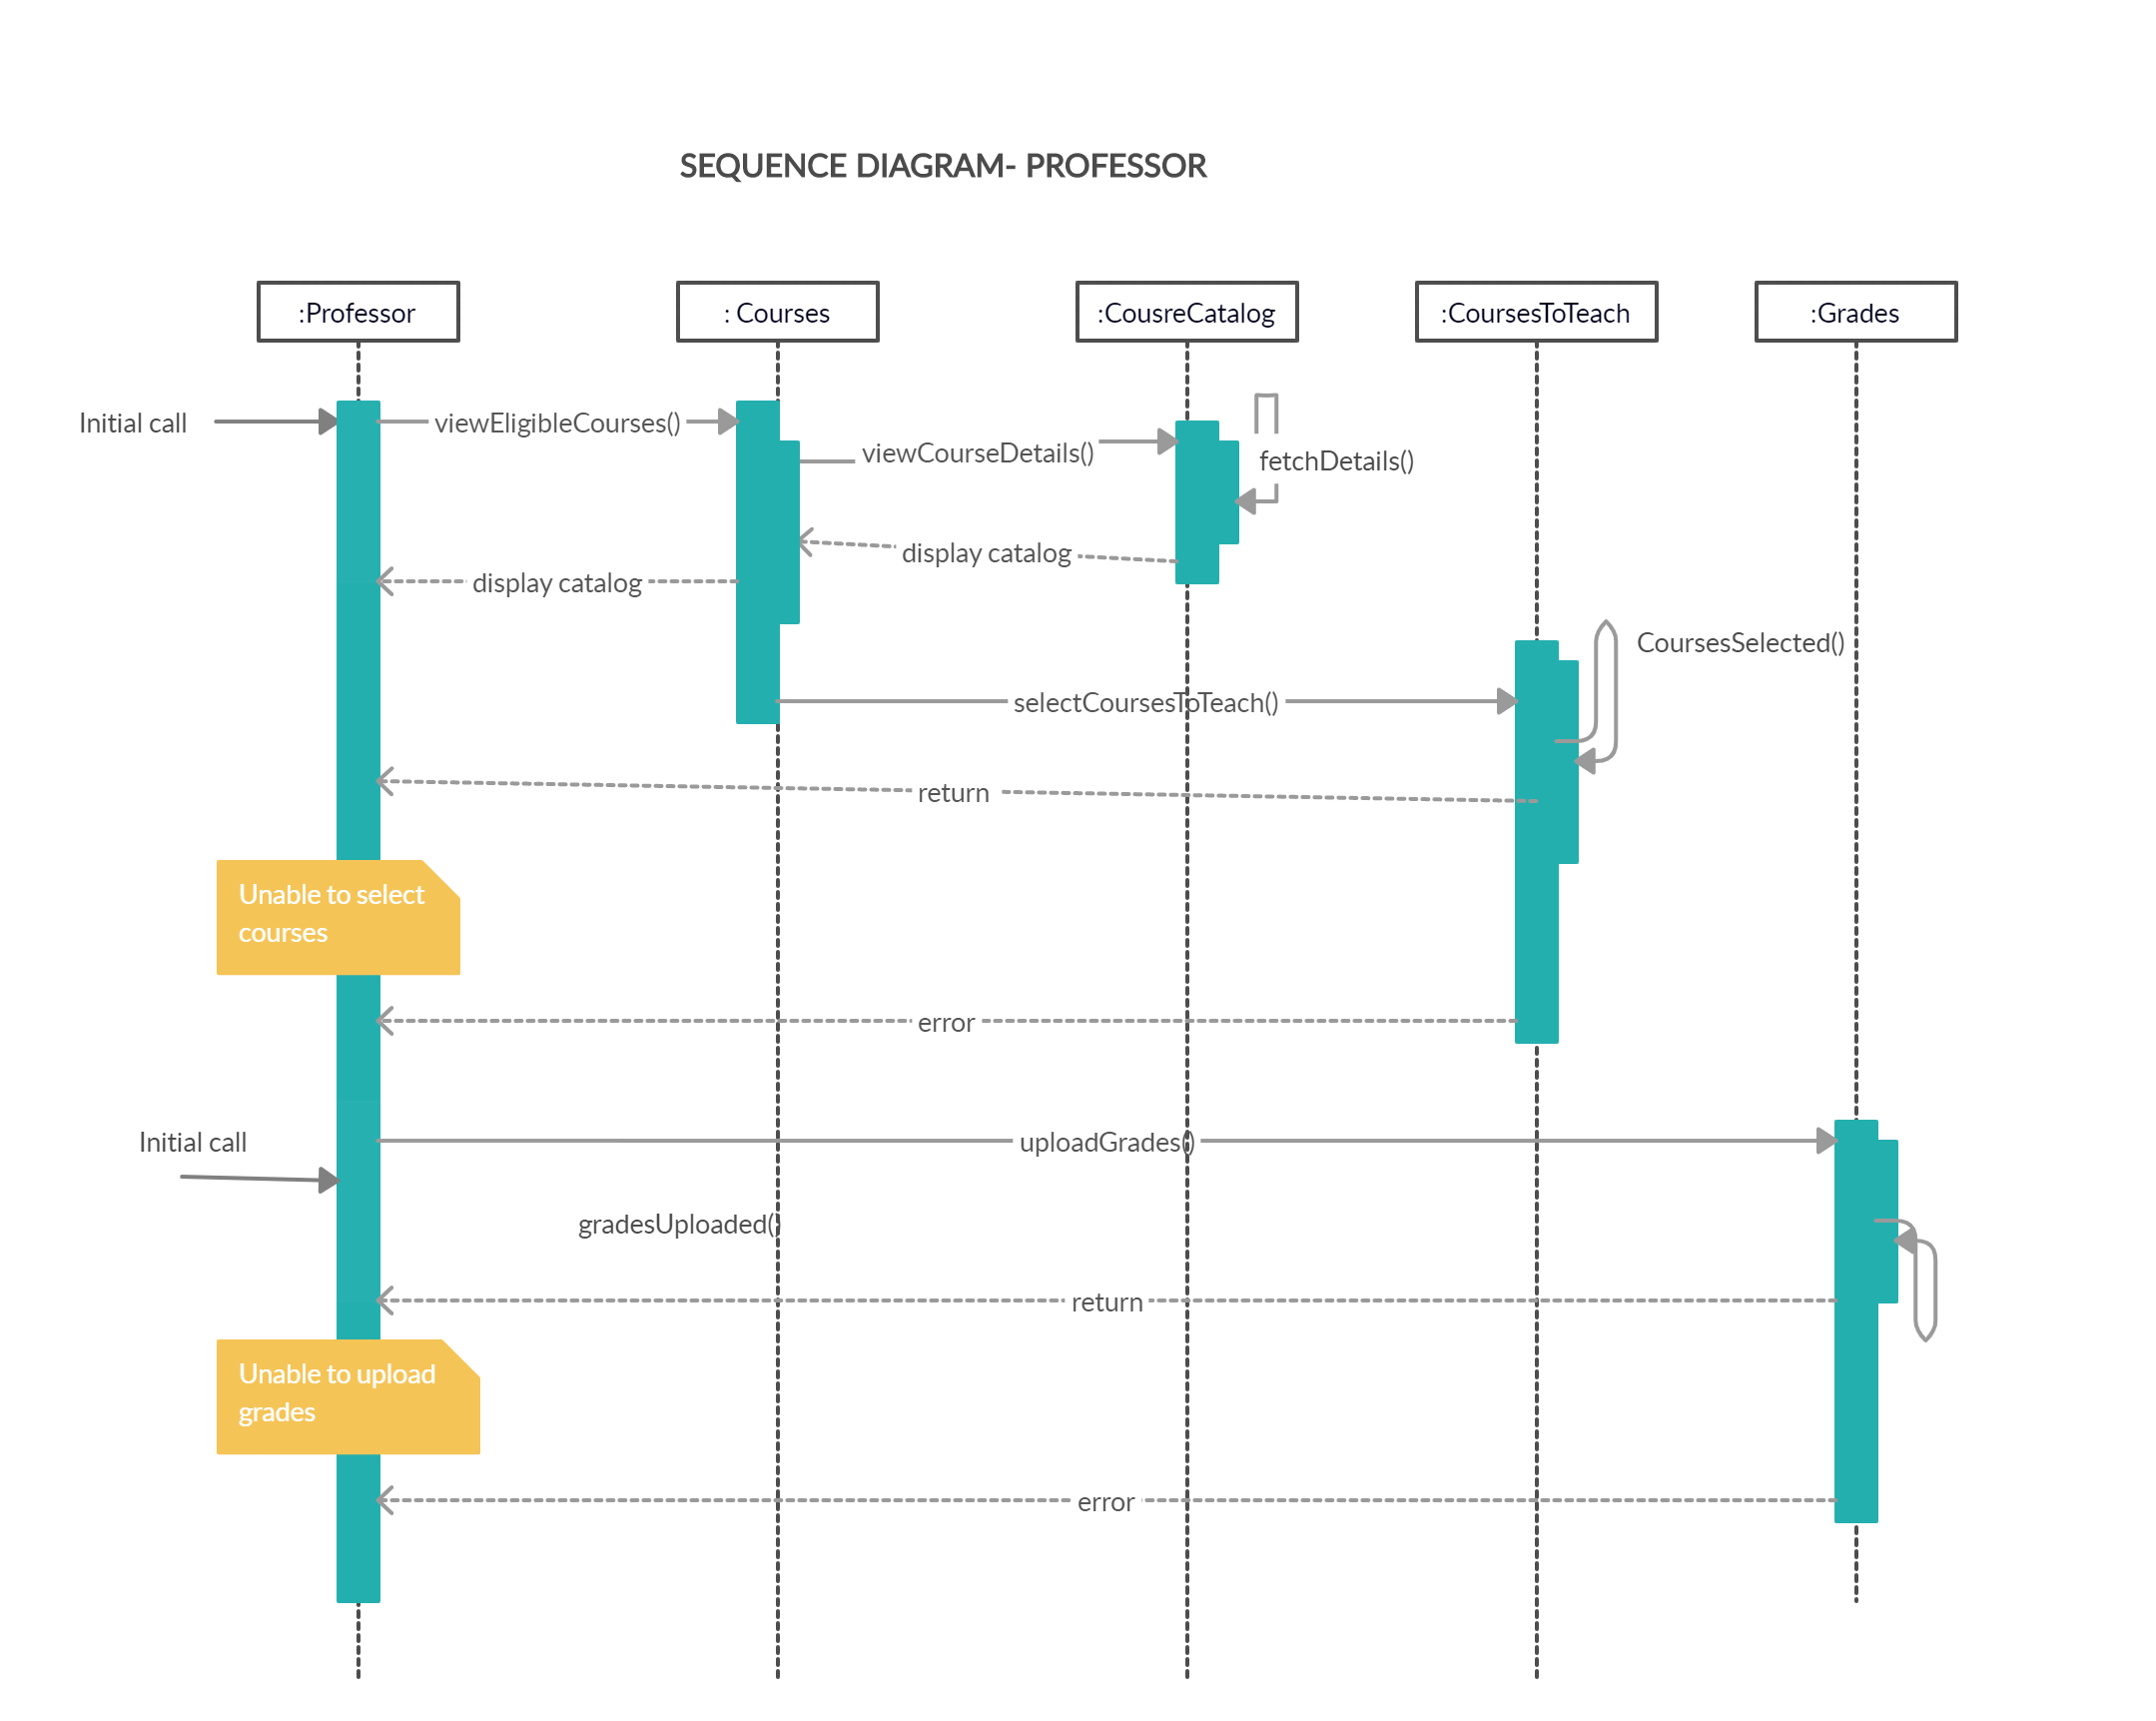 SEQUENCE DIAGRAM- PROFESSOR
:Professor
: Courses
:CousreCatalog
:CoursesToTeach
:Grades
Initial call
viewEligibleCourses()
viewCourseDetails()
fetchDetails()
display catalog
display catalog
CoursesSelected()
selectCoursesToTeach()
return
Unable to select
courses
error
Initial call
uploadGrades()
gradesUploaded()
return
Unable to upload
grades
error